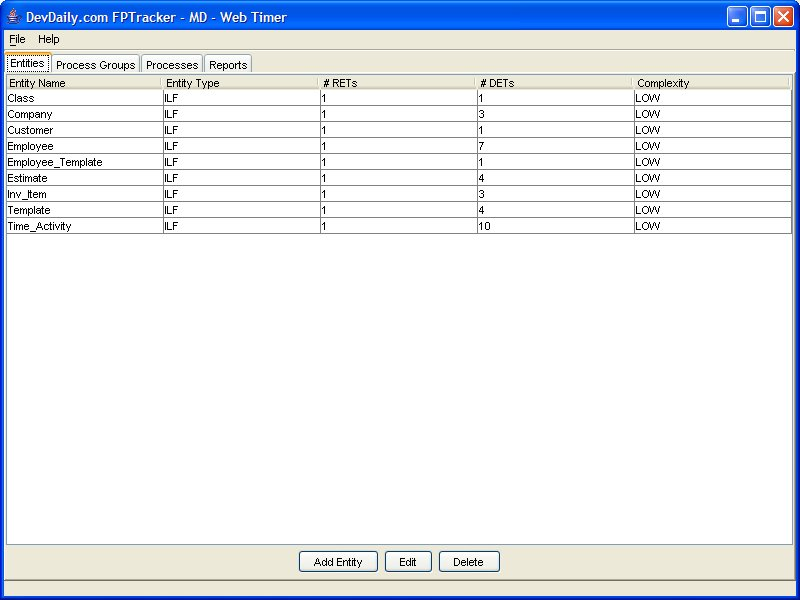 DevDaily.com FPTracker - MD - Web Timer
File Help
Entities Process Groups Processes Reports
Entity Name Entity Type # RETs # DETs Complexity
Class ILF 1 1 LOW
Company ILF 1 3 LOW
Customer ILF 1 1 LOW
Employee ILF 1 7 LOW
Employee_Template ILF 1 1 LOW
Estimate ILF 1 4 LOW
Inv_Item ILF 1 3 LOW
Template ILF 1 4 LOW
Time_Activity ILF 1 10 LOW
Add Entity Edit Delete